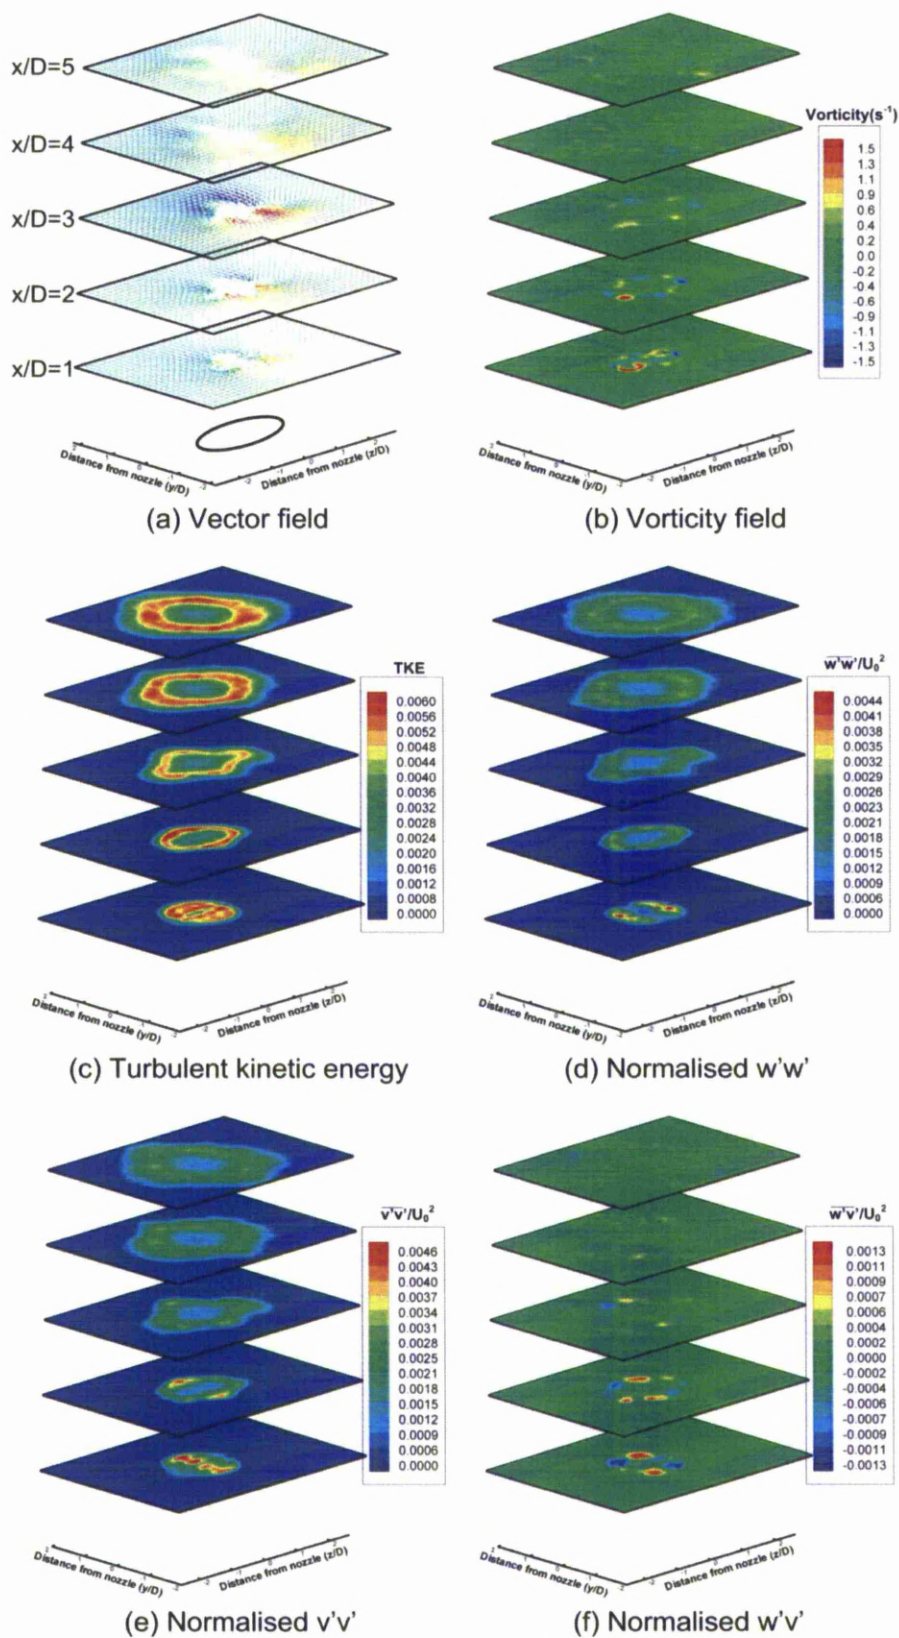 x/D=5
x/D=4
x/D=3
x/D=2
x/D=1
Distance from nozzle (y/D)
Distance from nozzle (z/D)
(a) Vector field
Vorticity(s⁻¹)
1.5
1.3
1.1
0.9
0.6
0.4
0.2
0.0
-0.2
-0.4
-0.6
-0.9
-1.1
-1.3
-1.5
Distance from nozzle (y/D)
Distance from nozzle (z/D)
(b) Vorticity field
TKE
0.0060
0.0056
0.0052
0.0048
0.0044
0.0040
0.0036
0.0032
0.0028
0.0024
0.0020
0.0016
0.0012
0.0008
0.0000
Distance from nozzle (y/D)
Distance from nozzle (z/D)
(c) Turbulent kinetic energy
w'w'/U₀²
0.0044
0.0041
0.0038
0.0035
0.0032
0.0029
0.0026
0.0023
0.0021
0.0018
0.0015
0.0012
0.0009
0.0006
0.0000
Distance from nozzle (y/D)
Distance from nozzle (z/D)
(d) Normalised w'w'
v'v'/U₀²
0.0046
0.0043
0.0040
0.0037
0.0034
0.0031
0.0028
0.0025
0.0021
0.0018
0.0015
0.0012
0.0009
0.0006
0.0000
Distance from nozzle (y/D)
Distance from nozzle (z/D)
(e) Normalised v'v'
w'v'/U₀²
0.0013
0.0011
0.0009
0.0007
0.0006
0.0004
0.0002
0.0000
-0.0002
-0.0004
-0.0006
-0.0007
-0.0009
-0.0011
-0.0013
Distance from nozzle (y/D)
Distance from nozzle (z/D)
(f) Normalised w'v'